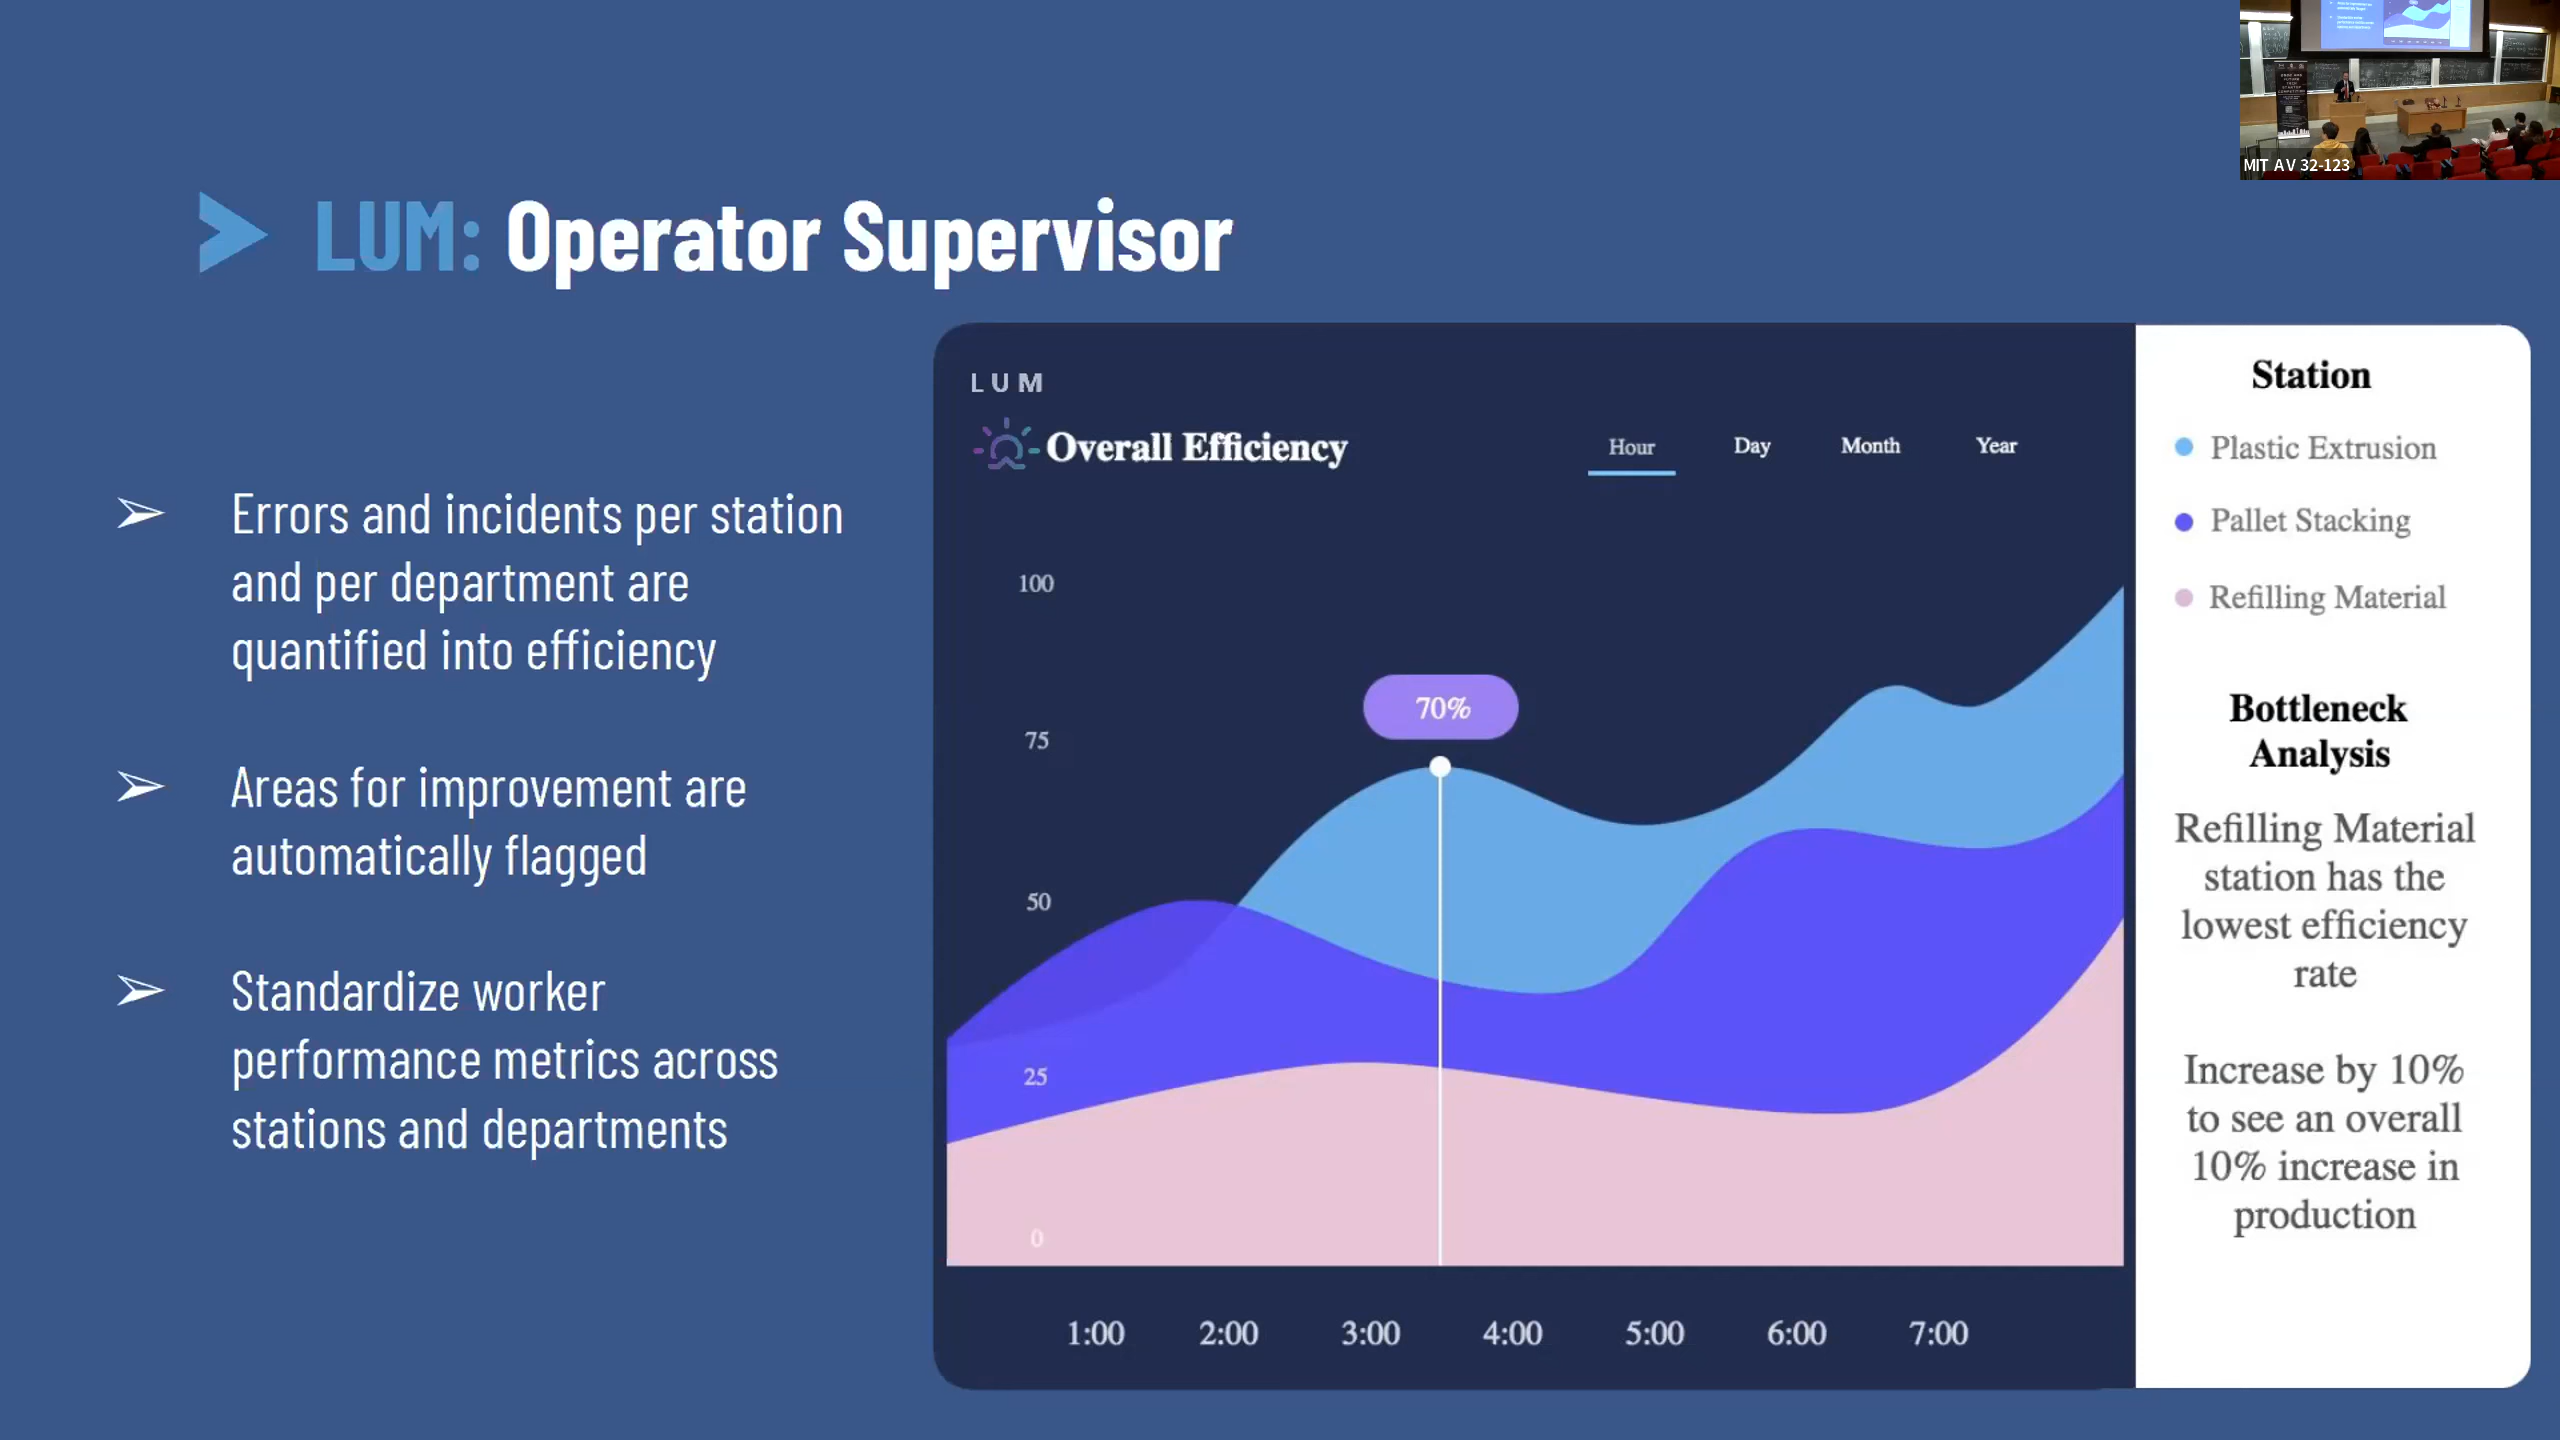 MIT AV 32-123
LUM: Operator Supervisor
Errors and incidents per station
and per department are
quantified into efficiency
Areas for improvement are
automatically flagged
Standardize worker
performance metrics across
stations and departments
LUM
Overall Efficiency
Hour Day Month Year
100
75
50
25
0
70%
1:00 2:00 3:00 4:00 5:00 6:00 7:00
Station
Plastic Extrusion
Pallet Stacking
Refilling Material
Bottleneck
Analysis
Refilling Material
station has the
lowest efficiency
rate
Increase by 10%
to see an overall
10% increase in
production